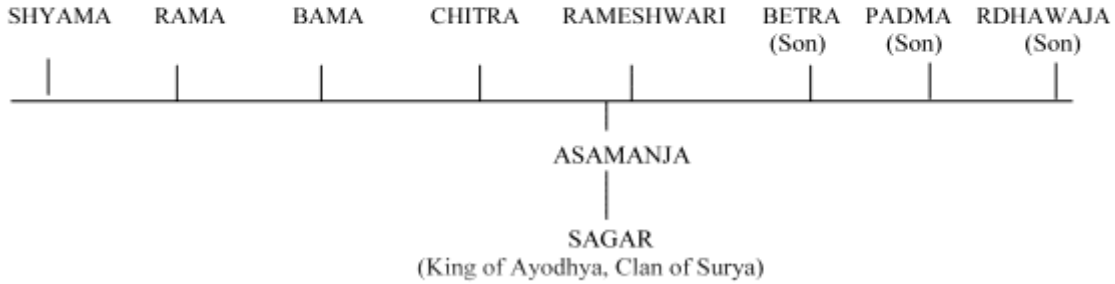 SHYAMA RAMA BAMA CHITRA RAMESHWARI BETRA PADMA RDHAWAJA
(Son) (Son) (Son)
ASAMANJA
SAGAR
(King of Ayodhya, Clan of Surya)